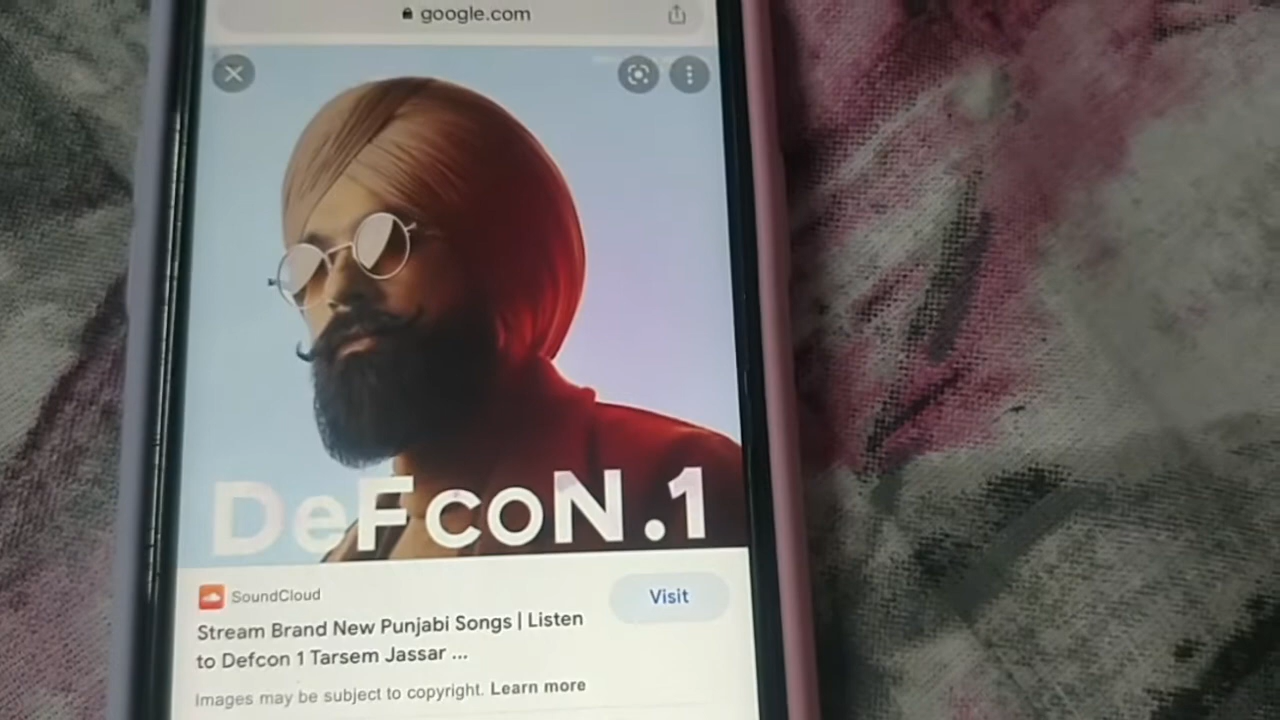 google.com
DeFcoN.1
SoundCloud
Visit
Stream Brand New Punjabi Songs | Listen
to Defcon 1 Tarsem Jassar ...
Images may be subject to copyright. Learn more